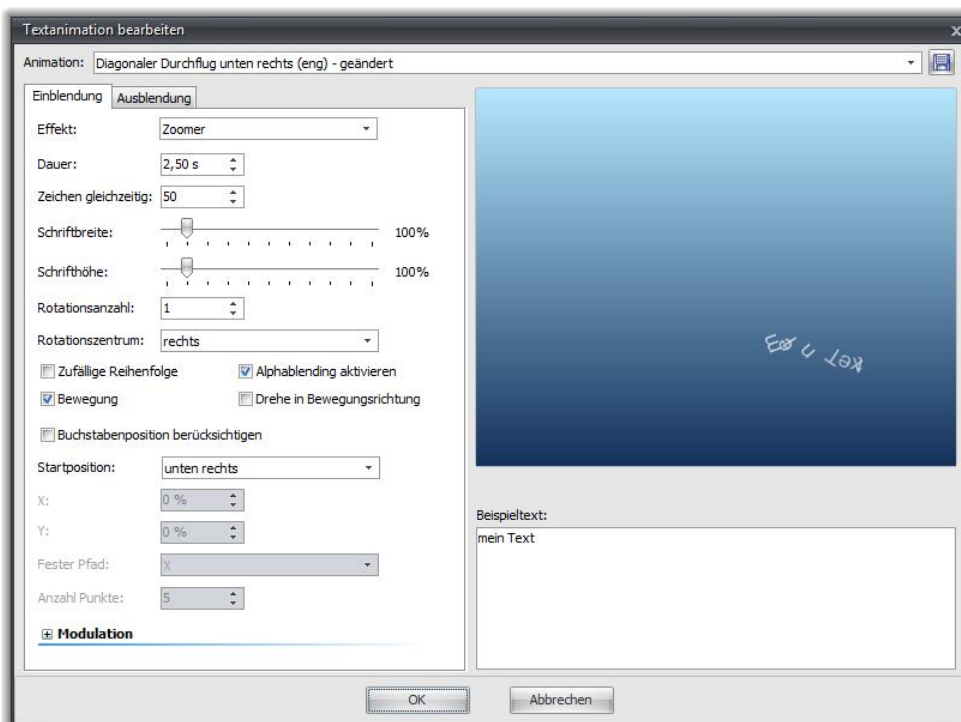 Textanimation bearbeiten x
Animation: Diagonaler Durchflug unten rechts (eng) - geändert
Einblendung Ausblendung
Effekt: Zoomer
Dauer: 2,50 s
Zeichen gleichzeitig: 50
Schriftbreite: 100%
Schrifthöhe: 100%
Rotationsanzahl: 1
Rotationszentrum: rechts
Zufällige Reihenfolge Alphablending aktivieren
Bewegung Drehe in Bewegungsrichtung
Buchstabenposition berücksichtigen
Startposition: unten rechts
X: 0 %
Y: 0 %
Fester Pfad: X
Anzahl Punkte: 5
Modulation
Beispieltext:
mein Text
OK Abbrechen